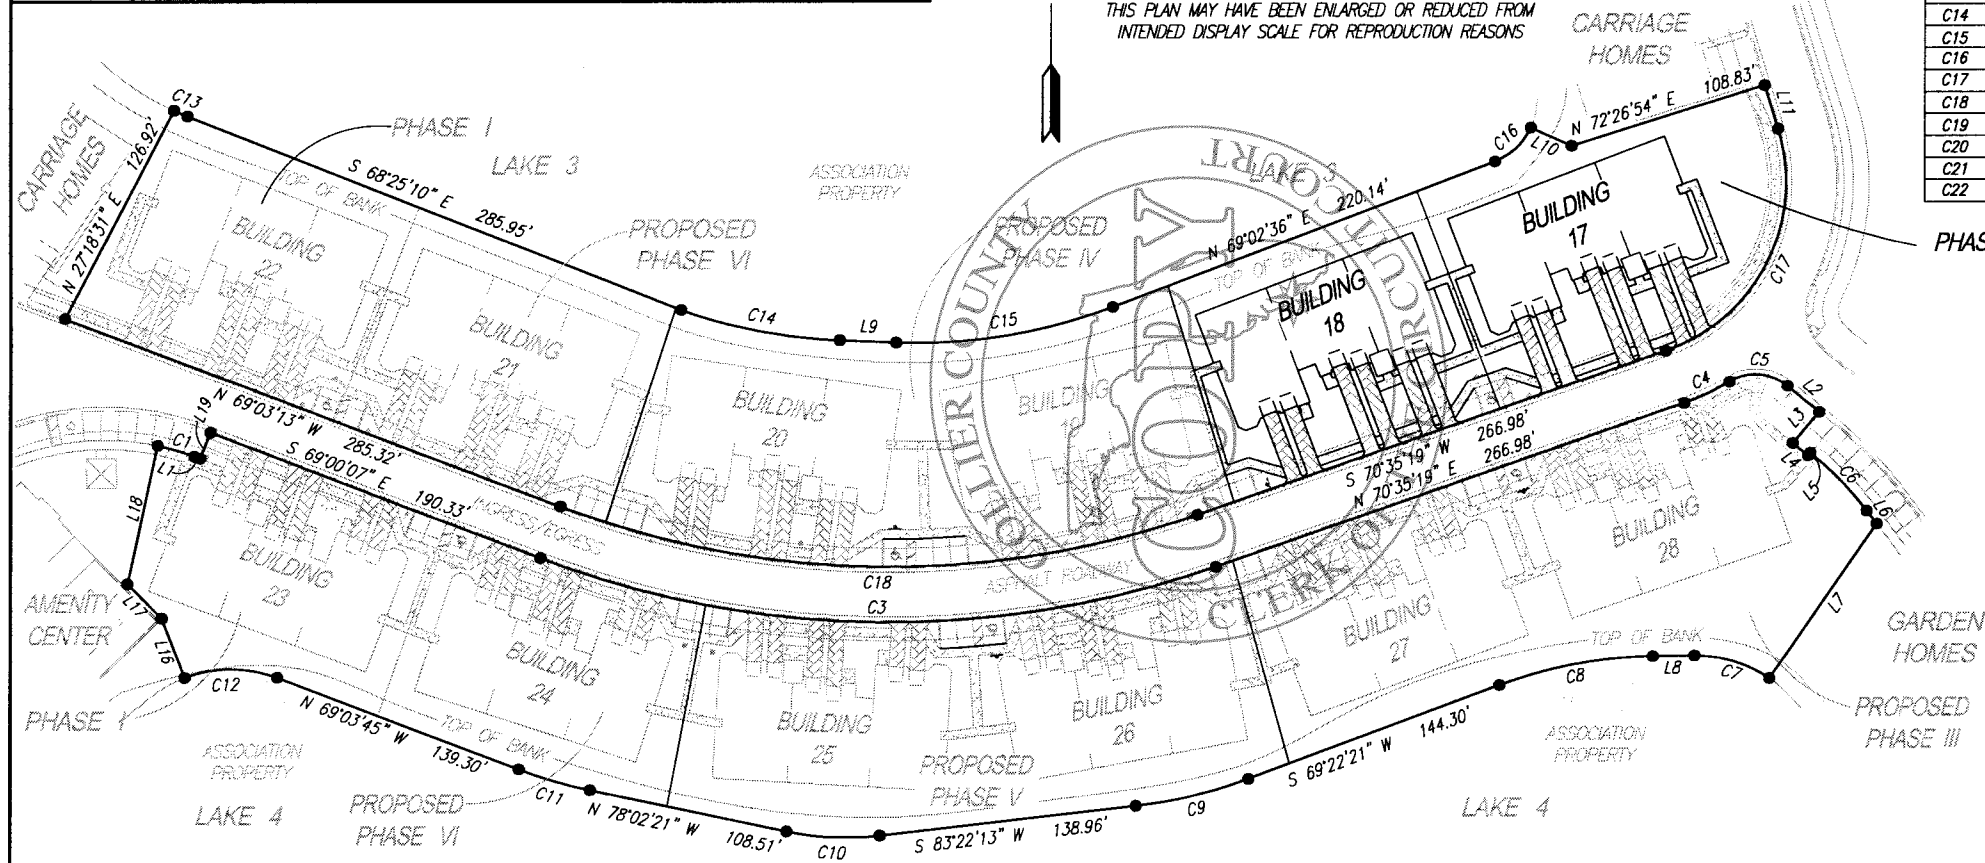 THIS PLAN MAY HAVE BEEN ENLARGED OR REDUCED FROM
INTENDED DISPLAY SCALE FOR REPRODUCTION REASONS
CARRIAGE
HOMES
C14
C15
C16
C17
C18
C19
C20
C21
C22
C13
CARRIAGE
HOMES
N 27°18'31" E 126.92'
PHASE I
LAKE 3
S 68°25'10" E 285.95'
TOP OF BANK
ASSOCIATION
PROPERTY
PROPOSED
PHASE VI
PROPOSED
PHASE IV
LAKE 3
BUILDING
22
BUILDING
21
C14
L9
C15
N 69°02'36" E 220.14'
TOP OF BANK
C16
L10
N 72°26'54" E 108.83'
L11
BUILDING
17
BUILDING
18
C17
PHAS
BUILDING
20
BUILDING
COLLIER COUNTY
CLERK OF CIRCUIT COURT
COPY
N 69°03'13" W 285.32'
INGRESS/EGRESS
S 69°00'07" E 190.33'
C18
C3
ASPHALT ROADWAY
S 70°35'19" W 266.98'
N 70°35'19" E 266.98'
C4
C5
L2
L3
L4
L5
C6
L6
L7
C1
L1
L19
L18
L17
L16
C12
AMENITY
CENTER
BUILDING
23
BUILDING
24
BUILDING
25
BUILDING
26
BUILDING
27
BUILDING
28
GARDEN
HOMES
PHASE I
N 69°03'45" W 139.30'
TOP OF BANK
ASSOCIATION
PROPERTY
LAKE 4
PROPOSED
PHASE VI
C11
N 78°02'21" W 108.51'
C10
S 83°22'13" W 138.96'
PROPOSED
PHASE V
C9
S 69°22'21" W 144.30'
C8
TOP OF BANK
L8
C7
ASSOCIATION
PROPERTY
LAKE 4
PROPOSED
PHASE III